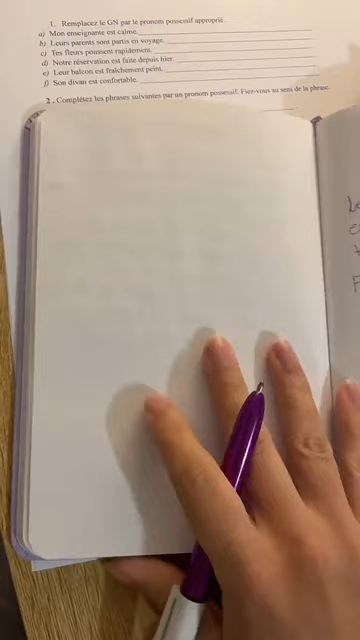 1. Remplacez le GN par le pronom possessif approprié.
a) Mon enseignante est calme.
b) Leurs parents sont partis en voyage.
c) Tes fleurs poussent rapidement.
d) Notre réservation est faite depuis hier.
e) Leur balcon est fraîchement peint.
f) Son divan est confortable.
2. Complétez les phrases suivantes par un pronom possessif. Fiez-vous au sens de la phrase.